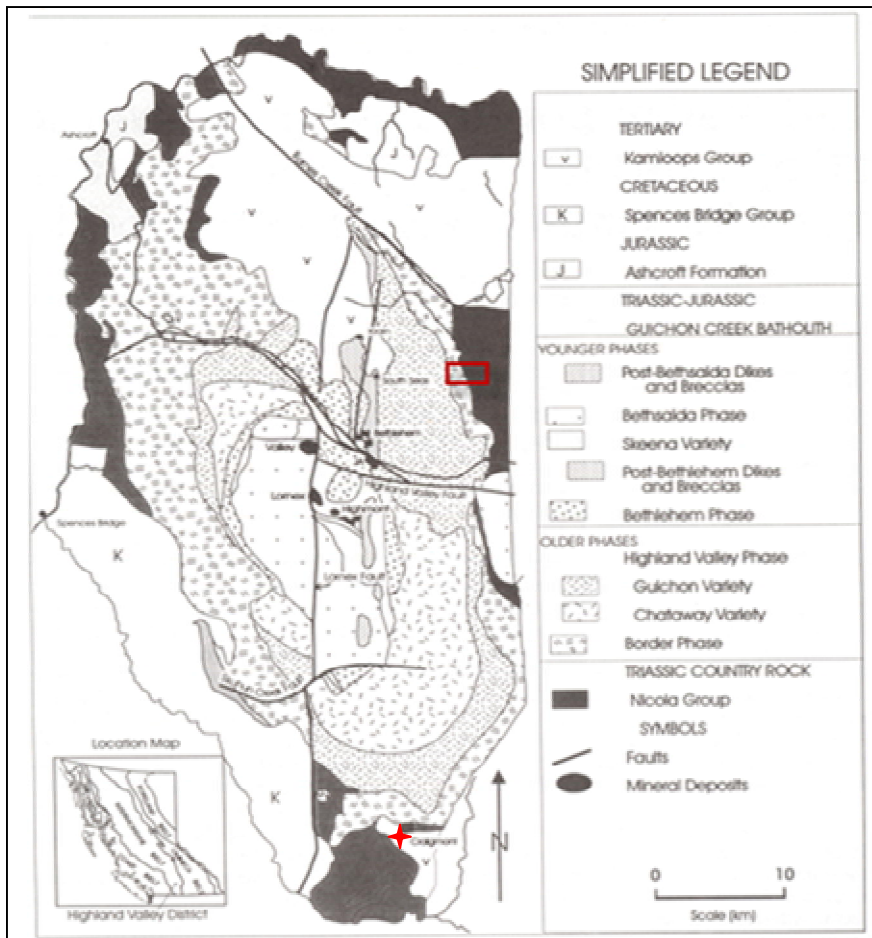 SIMPLIFIED LEGEND
TERTIARY
v Kamloops Group
CRETACEOUS
K Spences Bridge Group
JURASSIC
J Ashcroft Formation
TRIASSIC-JURASSIC
GUICHON CREEK BATHOLITH
YOUNGER PHASES
Post-Bethsaida Dikes
and Breccias
Bethsaida Phase
Skeena Variety
Post-Bethlehem Dikes
and Breccias
Bethlehem Phase
OLDER PHASES
Highland Valley Phase
Guichon Variety
Chataway Variety
Border Phase
TRIASSIC COUNTRY ROCK
Nicola Group
SYMBOLS
Faults
Mineral Deposits
0 10
Scale (km)
v
J
Ashcroft
J
Creek Fault
v
v
v
v
v
South Seas
Bethlehem
Valley
Highland Valley Fault
Lornex
Highmont
Spences Bridge
K
Lornex Fault
Creek Fault
Location Map
K
Craigmont
v
N
Highland Valley District